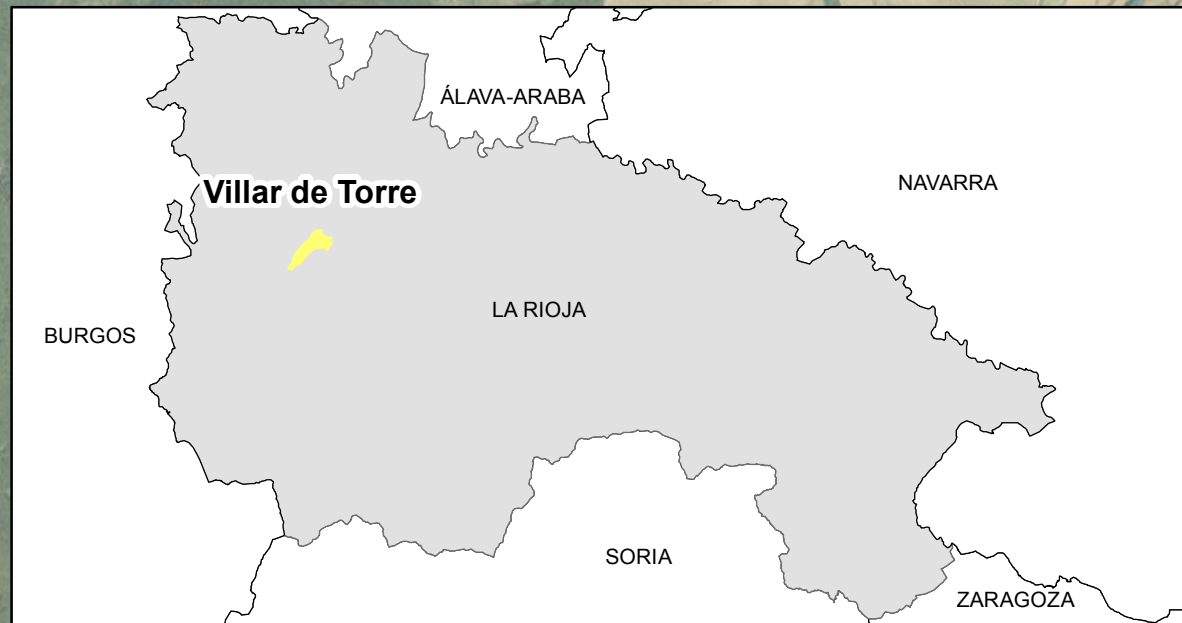 ÁLAVA-ARABA
NAVARRA
Villar de Torre
LA RIOJA
BURGOS
SORIA
ZARAGOZA